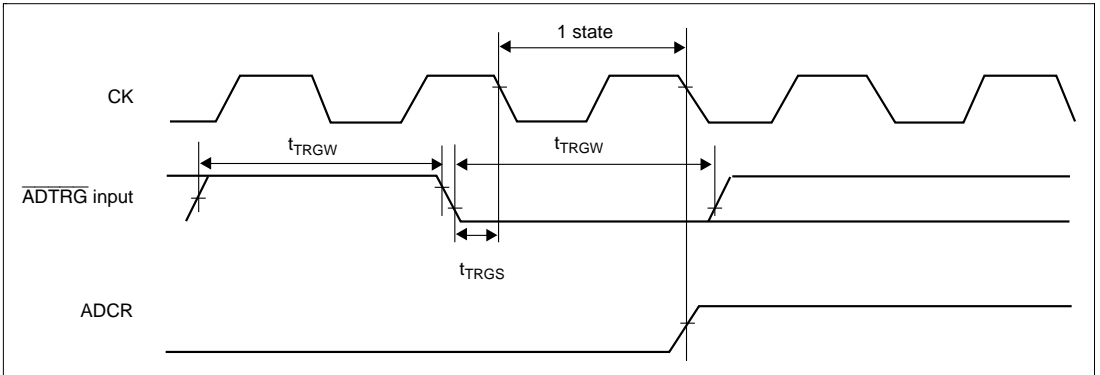 1 state
CK
tTRGW
tTRGW
ADTRG input
tTRGS
ADCR